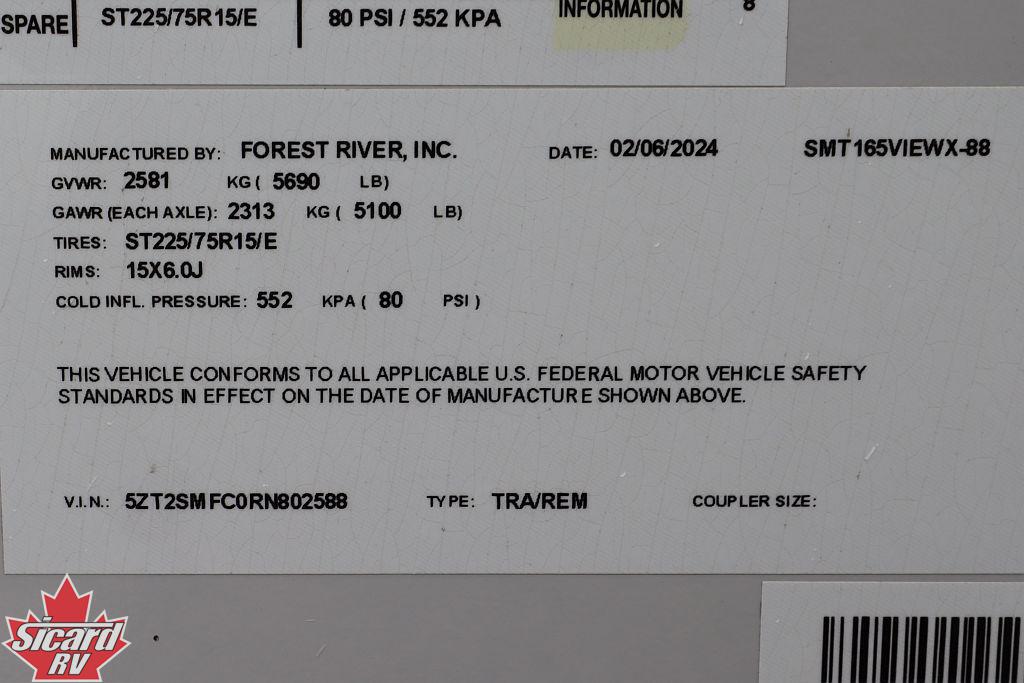 SPARE ST225/75R15/E 80 PSI / 552 KPA INFORMATION 8
MANUFACTURED BY: FOREST RIVER, INC. DATE: 02/06/2024 SMT165VIEWX-88
GVWR: 2581 KG ( 5690 LB)
GAWR (EACH AXLE): 2313 KG ( 5100 LB)
TIRES: ST225/75R15/E
RIMS: 15X6.0J
COLD INFL. PRESSURE: 552 KPA ( 80 PSI )
THIS VEHICLE CONFORMS TO ALL APPLICABLE U.S. FEDERAL MOTOR VEHICLE SAFETY
STANDARDS IN EFFECT ON THE DATE OF MANUFACTURE SHOWN ABOVE.
V.I.N.: 5ZT2SMFC0RN802588 TYPE: TRA/REM COUPLER SIZE:
Sicard
RV